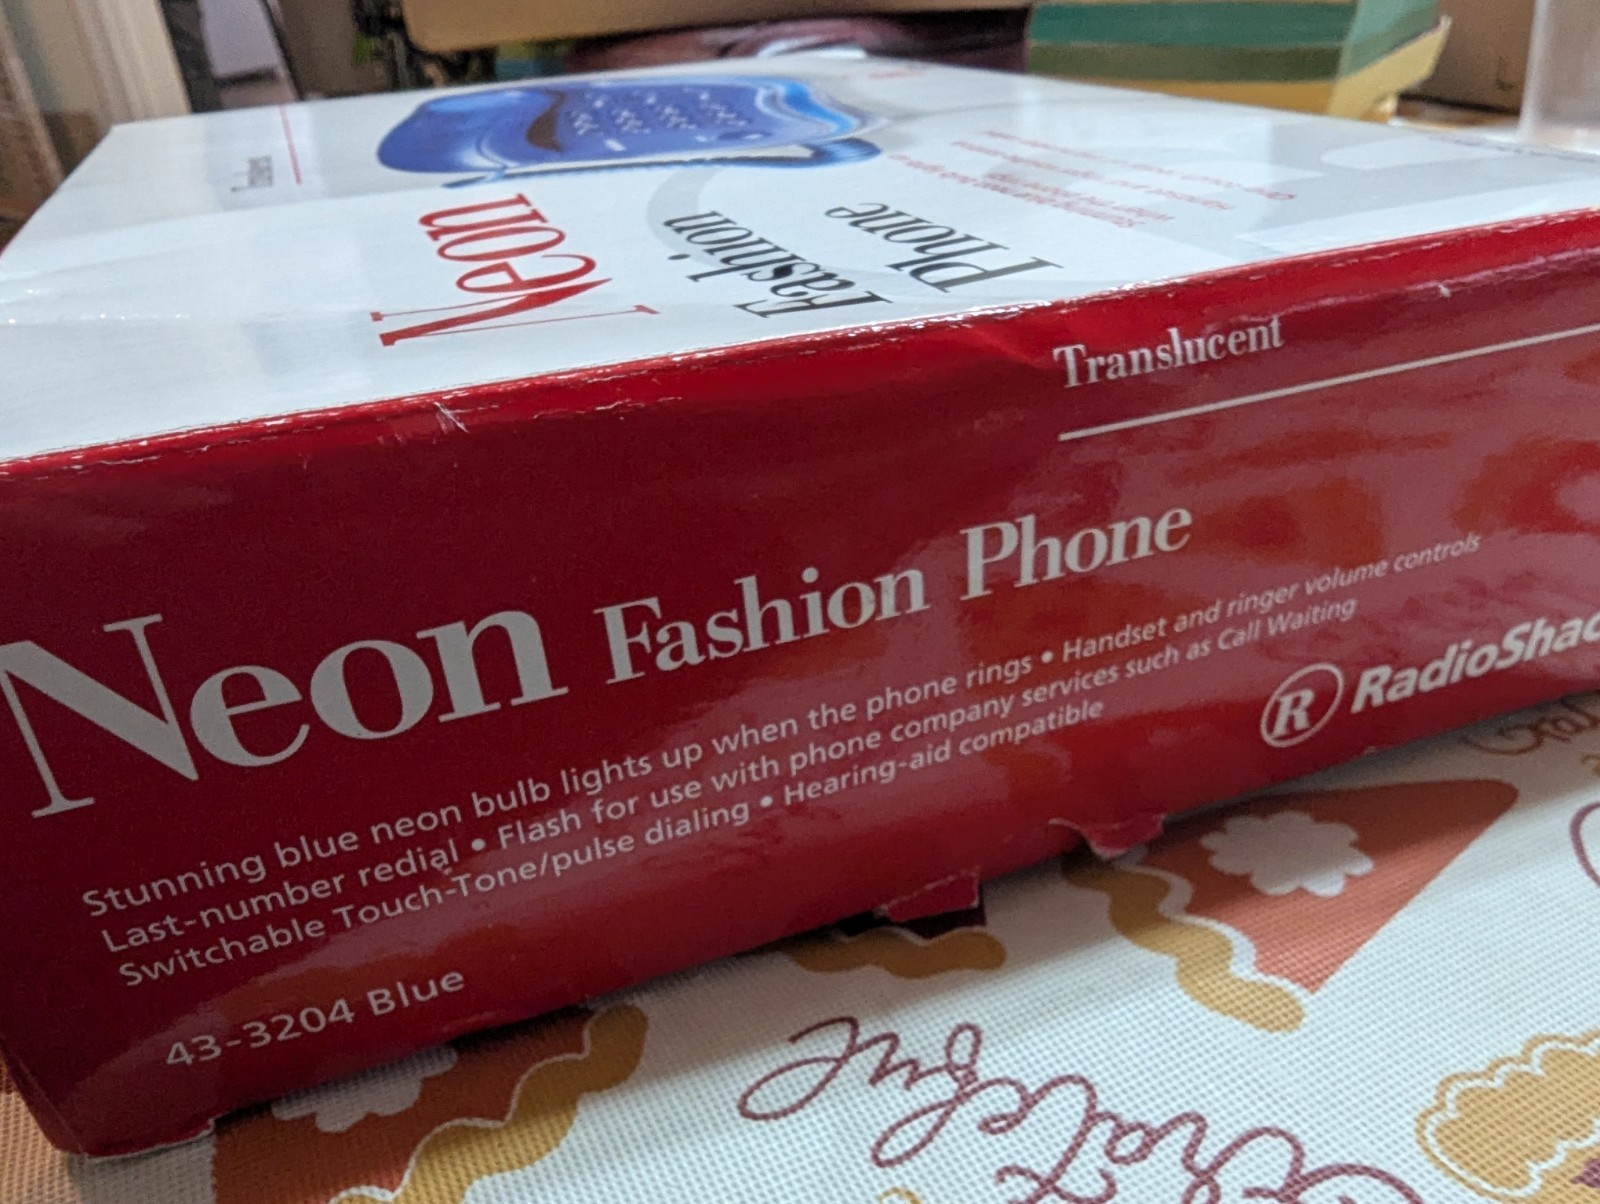 Translucent
Neon
Fashion
Phone
Translucent
Neon Fashion Phone
Stunning blue neon bulb lights up when the phone rings • Handset and ringer volume controls
Last-number redial • Flash for use with phone company services such as Call Waiting
Switchable Touch-Tone/pulse dialing • Hearing-aid compatible
43-3204 Blue
R RadioShac